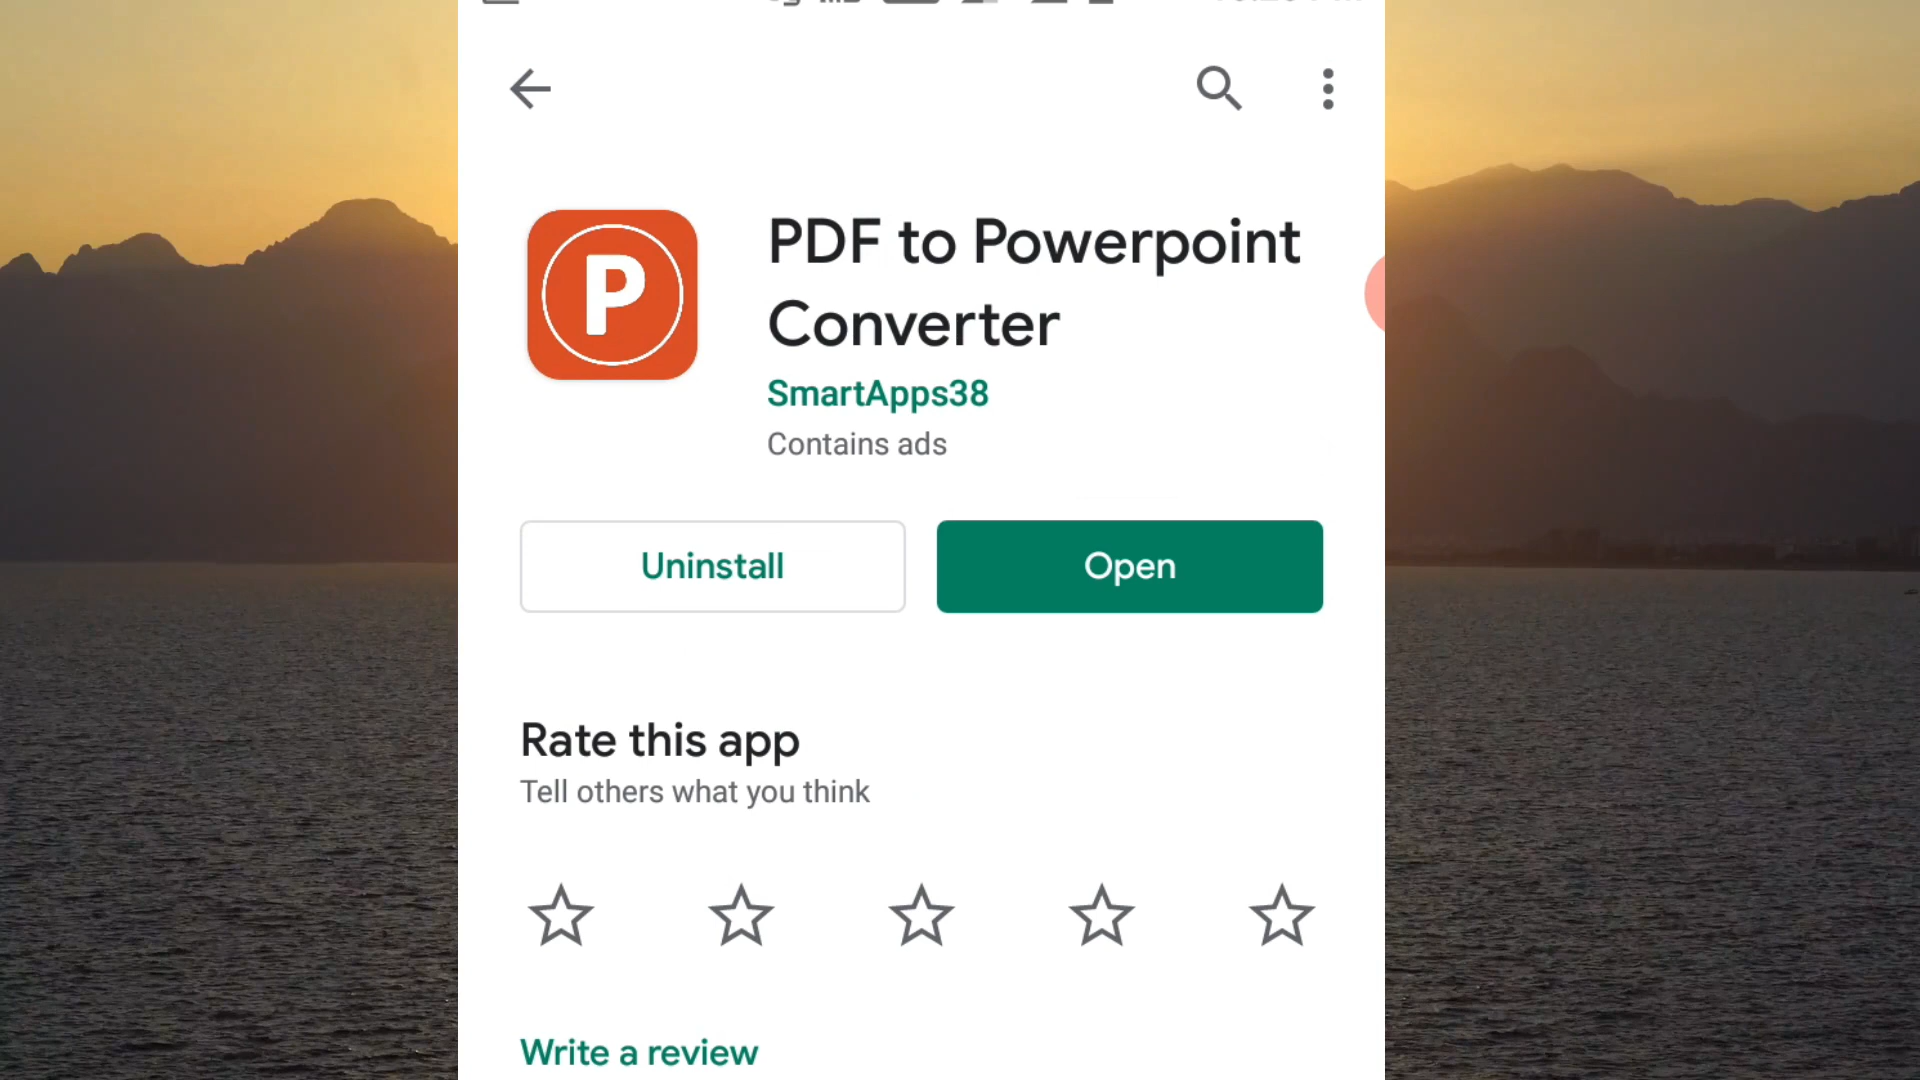 PDF to Powerpoint
Converter
SmartApps38
Contains ads
P
Uninstall
Open
Rate this app
Tell others what you think
Write a review